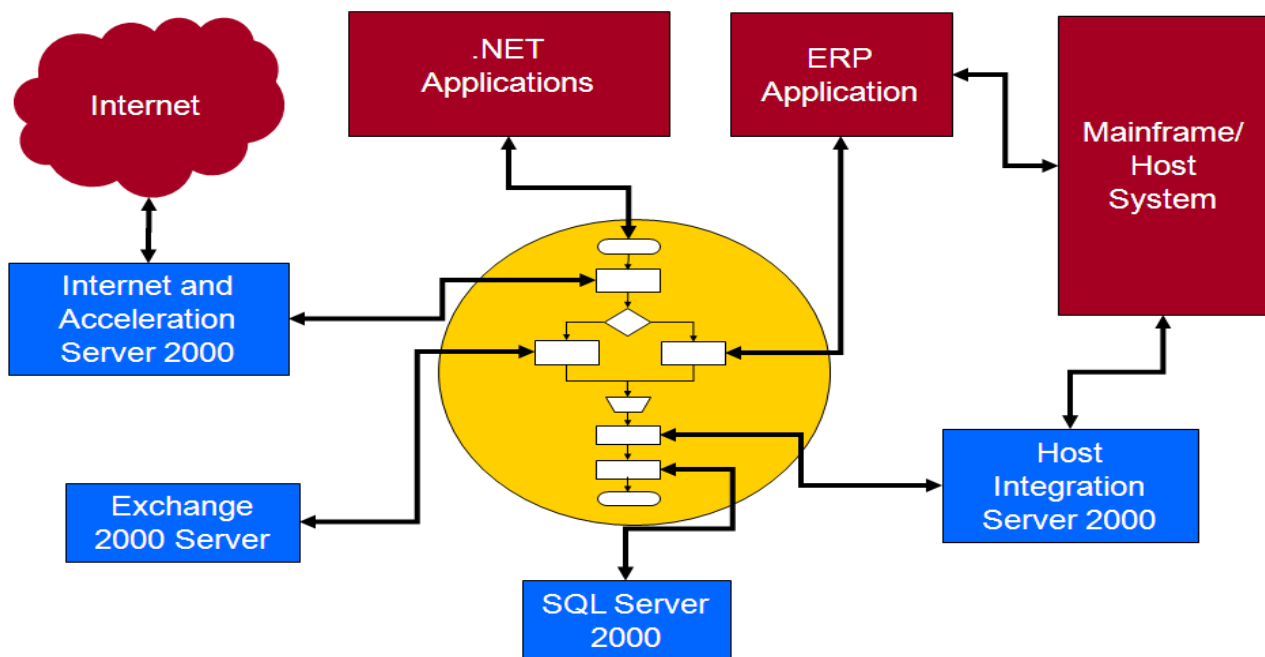 Internet
.NET
Applications
ERP
Application
Mainframe/
Host
System
Internet and
Acceleration
Server 2000
Exchange
2000 Server
SQL Server
2000
Host
Integration
Server 2000